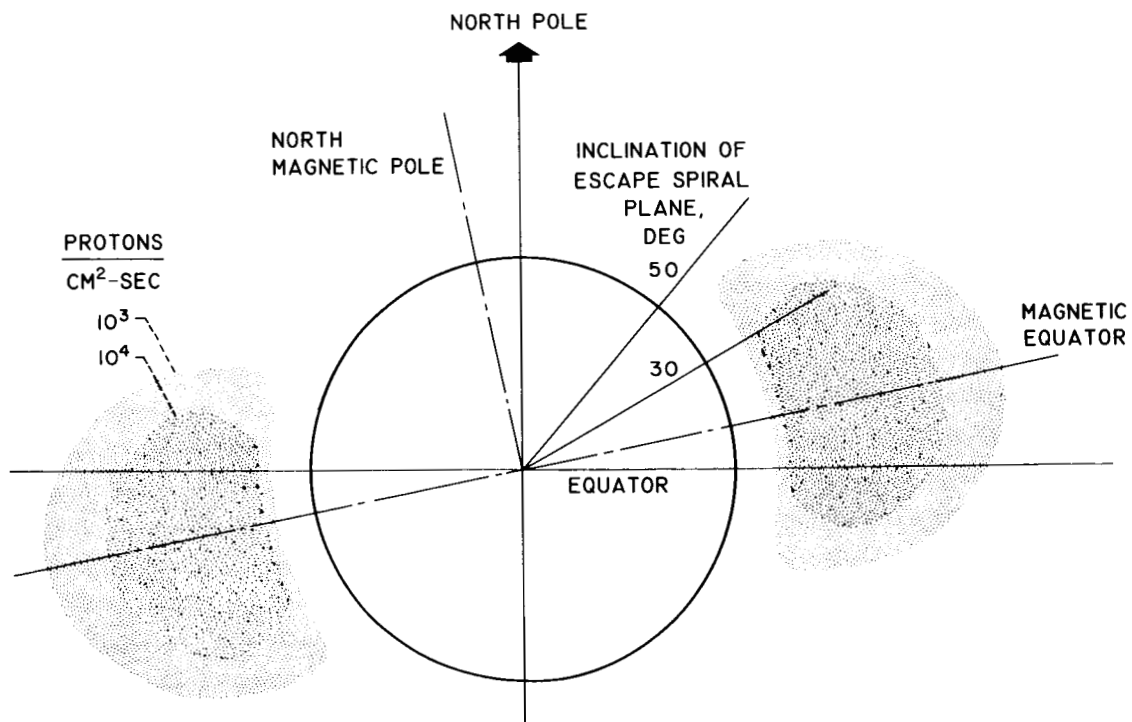 NORTH POLE
NORTH
MAGNETIC POLE
INCLINATION OF
ESCAPE SPIRAL
PLANE,
DEG
50
30
PROTONS
CM²-SEC
10³
10⁴
MAGNETIC
EQUATOR
EQUATOR